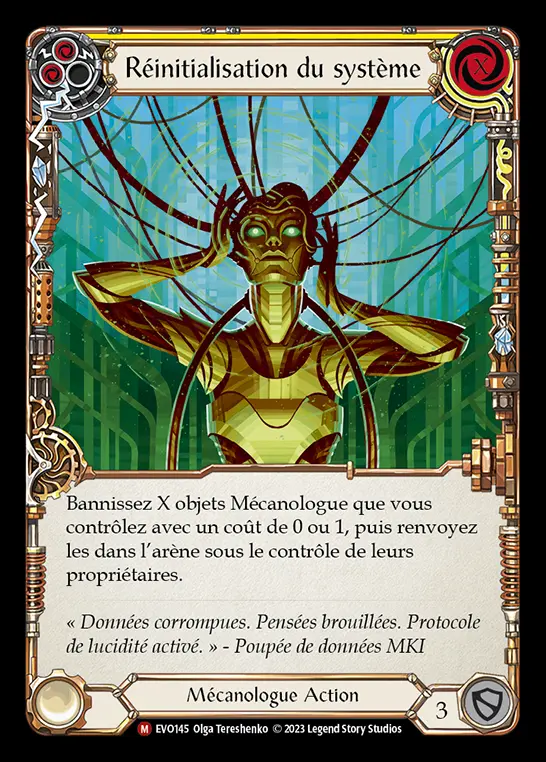 Réinitialisation du système
X
Bannissez X objets Mécanologue que vous
contrôlez avec un coût de 0 ou 1, puis renvoyez
les dans l'arène sous le contrôle de leurs
propriétaires.
« Données corrompues. Pensées brouillées. Protocole
de lucidité activé. » - Poupée de données MKI
Mécanologue Action
3
M EVO145 Olga Tereshenko © 2023 Legend Story Studios